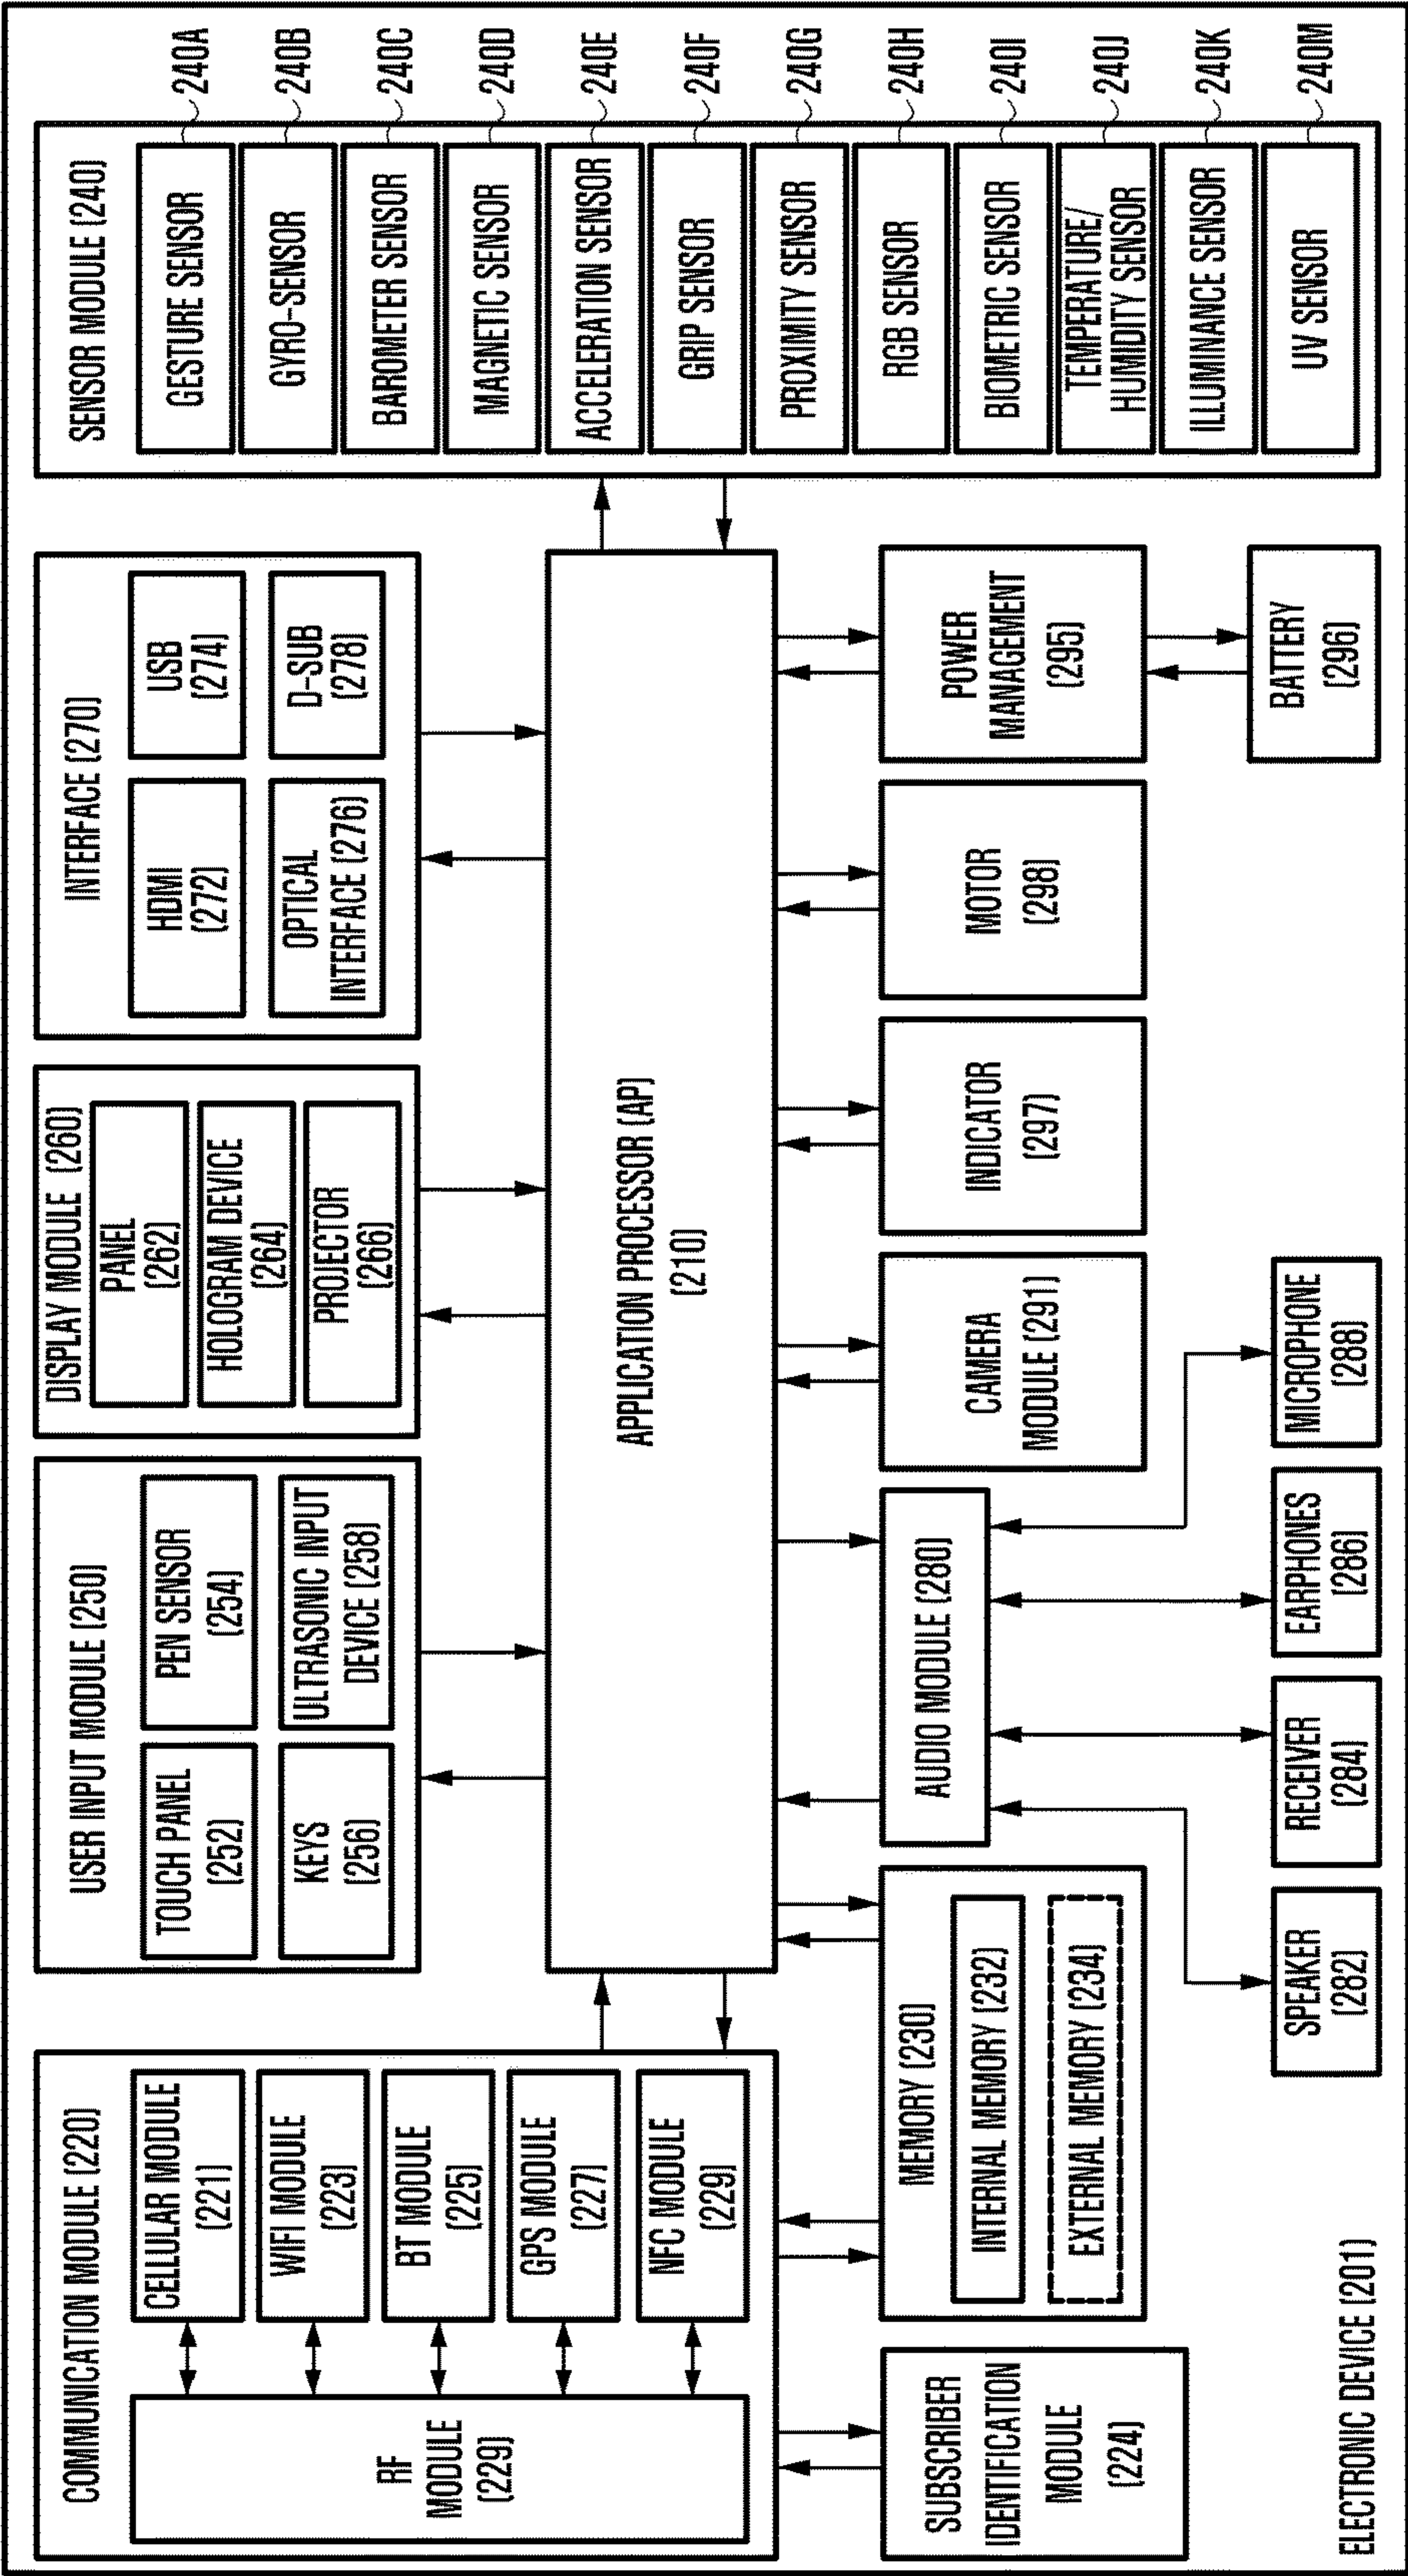 COMMUNICATION MODULE (220)
RF
MODULE
(229)
CELLULAR MODULE
(221)
WIFI MODULE
(223)
BT MODULE
(225)
GPS MODULE
(227)
NFC MODULE
(229)
USER INPUT MODULE (250)
TOUCH PANEL
(252)
PEN SENSOR
(254)
KEYS
(256)
ULTRASONIC INPUT
DEVICE (258)
DISPLAY MODULE (260)
PANEL
(262)
HOLOGRAM DEVICE
(264)
PROJECTOR
(266)
INTERFACE (270)
HDMI
(272)
USB
(274)
OPTICAL
INTERFACE (276)
D-SUB
(278)
SENSOR MODULE (240)
GESTURE SENSOR
240A
GYRO-SENSOR
240B
BAROMETER SENSOR
240C
MAGNETIC SENSOR
240D
ACCELERATION SENSOR
240E
GRIP SENSOR
240F
PROXIMITY SENSOR
240G
RGB SENSOR
240H
BIOMETRIC SENSOR
240I
TEMPERATURE/
HUMIDITY SENSOR
240J
ILLUMINANCE SENSOR
240K
UV SENSOR
240M
APPLICATION PROCESSOR (AP)
(210)
SUBSCRIBER
IDENTIFICATION
MODULE
(224)
MEMORY (230)
INTERNAL MEMORY (232)
EXTERNAL MEMORY (234)
AUDIO MODULE (280)
CAMERA
MODULE (291)
INDICATOR
(297)
MOTOR
(298)
POWER
MANAGEMENT
(295)
BATTERY
(296)
SPEAKER
(282)
RECEIVER
(284)
EARPHONES
(286)
MICROPHONE
(288)
ELECTRONIC DEVICE (201)